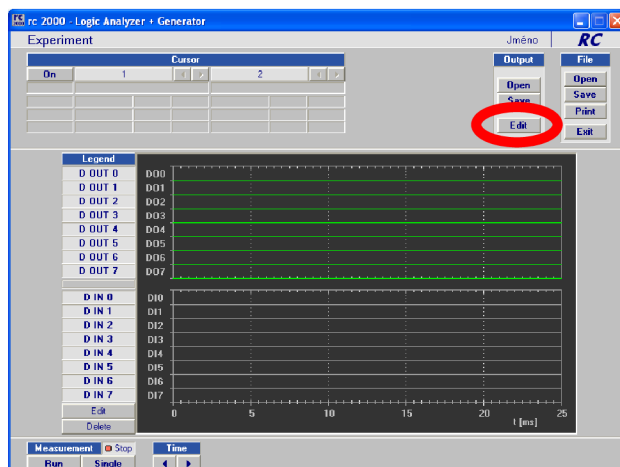 rc 2000 - Logic Analyzer + Generator
Experiment
Jméno
RC
Cursor
On 1 2
Output
Open
Save
Edit
File
Open
Save
Print
Exit
Legend
D OUT 0
D OUT 1
D OUT 2
D OUT 3
D OUT 4
D OUT 5
D OUT 6
D OUT 7
D IN 0
D IN 1
D IN 2
D IN 3
D IN 4
D IN 5
D IN 6
D IN 7
Edit
Delete
DO0
DO1
DO2
DO3
DO4
DO5
DO6
DO7
DI0
DI1
DI2
DI3
DI4
DI5
DI6
DI7
0 5 10 15 20 25
t [ms]
Measurement Stop
Run Single
Time